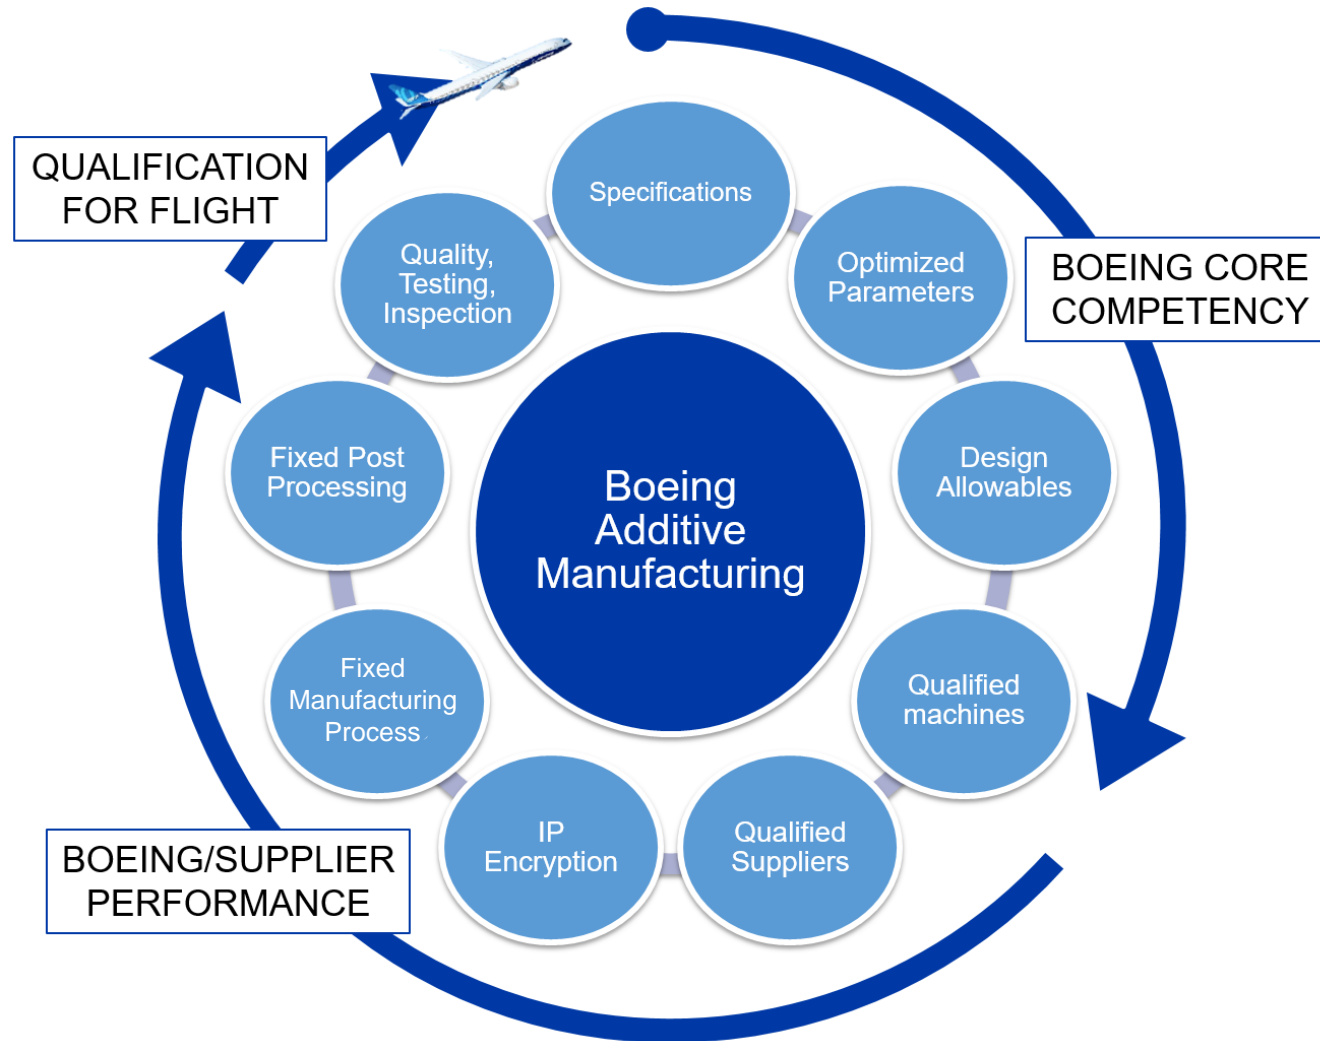 QUALIFICATION
FOR FLIGHT
Specifications
Optimized
Parameters
BOEING CORE
COMPETENCY
Design
Allowables
Qualified
machines
Qualified
Suppliers
IP
Encryption
BOEING/SUPPLIER
PERFORMANCE
Fixed
Manufacturing
Process
Fixed Post
Processing
Quality,
Testing,
Inspection
Boeing
Additive
Manufacturing